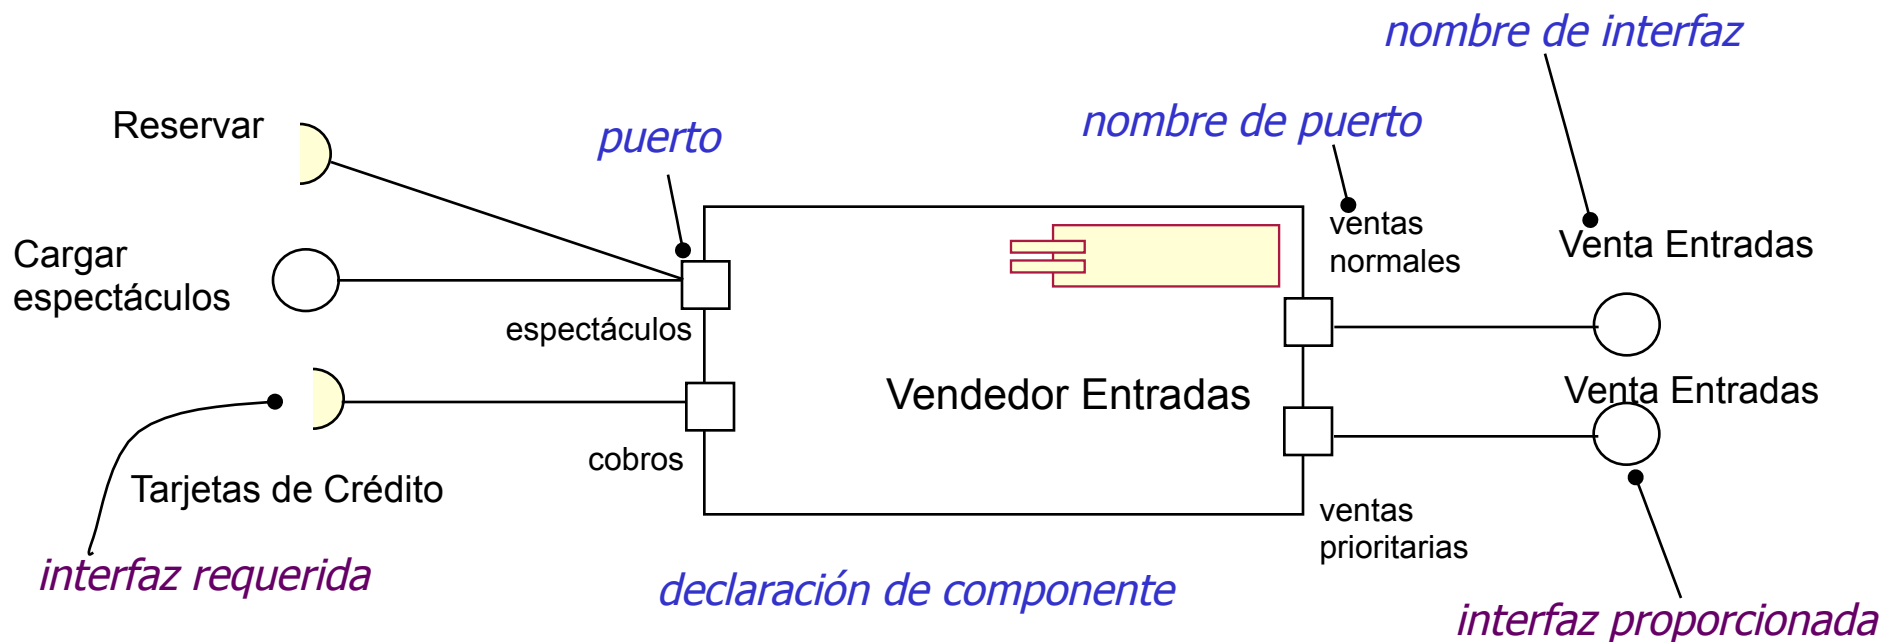 nombre de interfaz
Reservar
puerto
nombre de puerto
ventas
normales
Venta Entradas
Cargar
espectáculos
espectáculos
Vendedor Entradas
Venta Entradas
cobros
Tarjetas de Crédito
ventas
prioritarias
interfaz requerida
declaración de componente
interfaz proporcionada